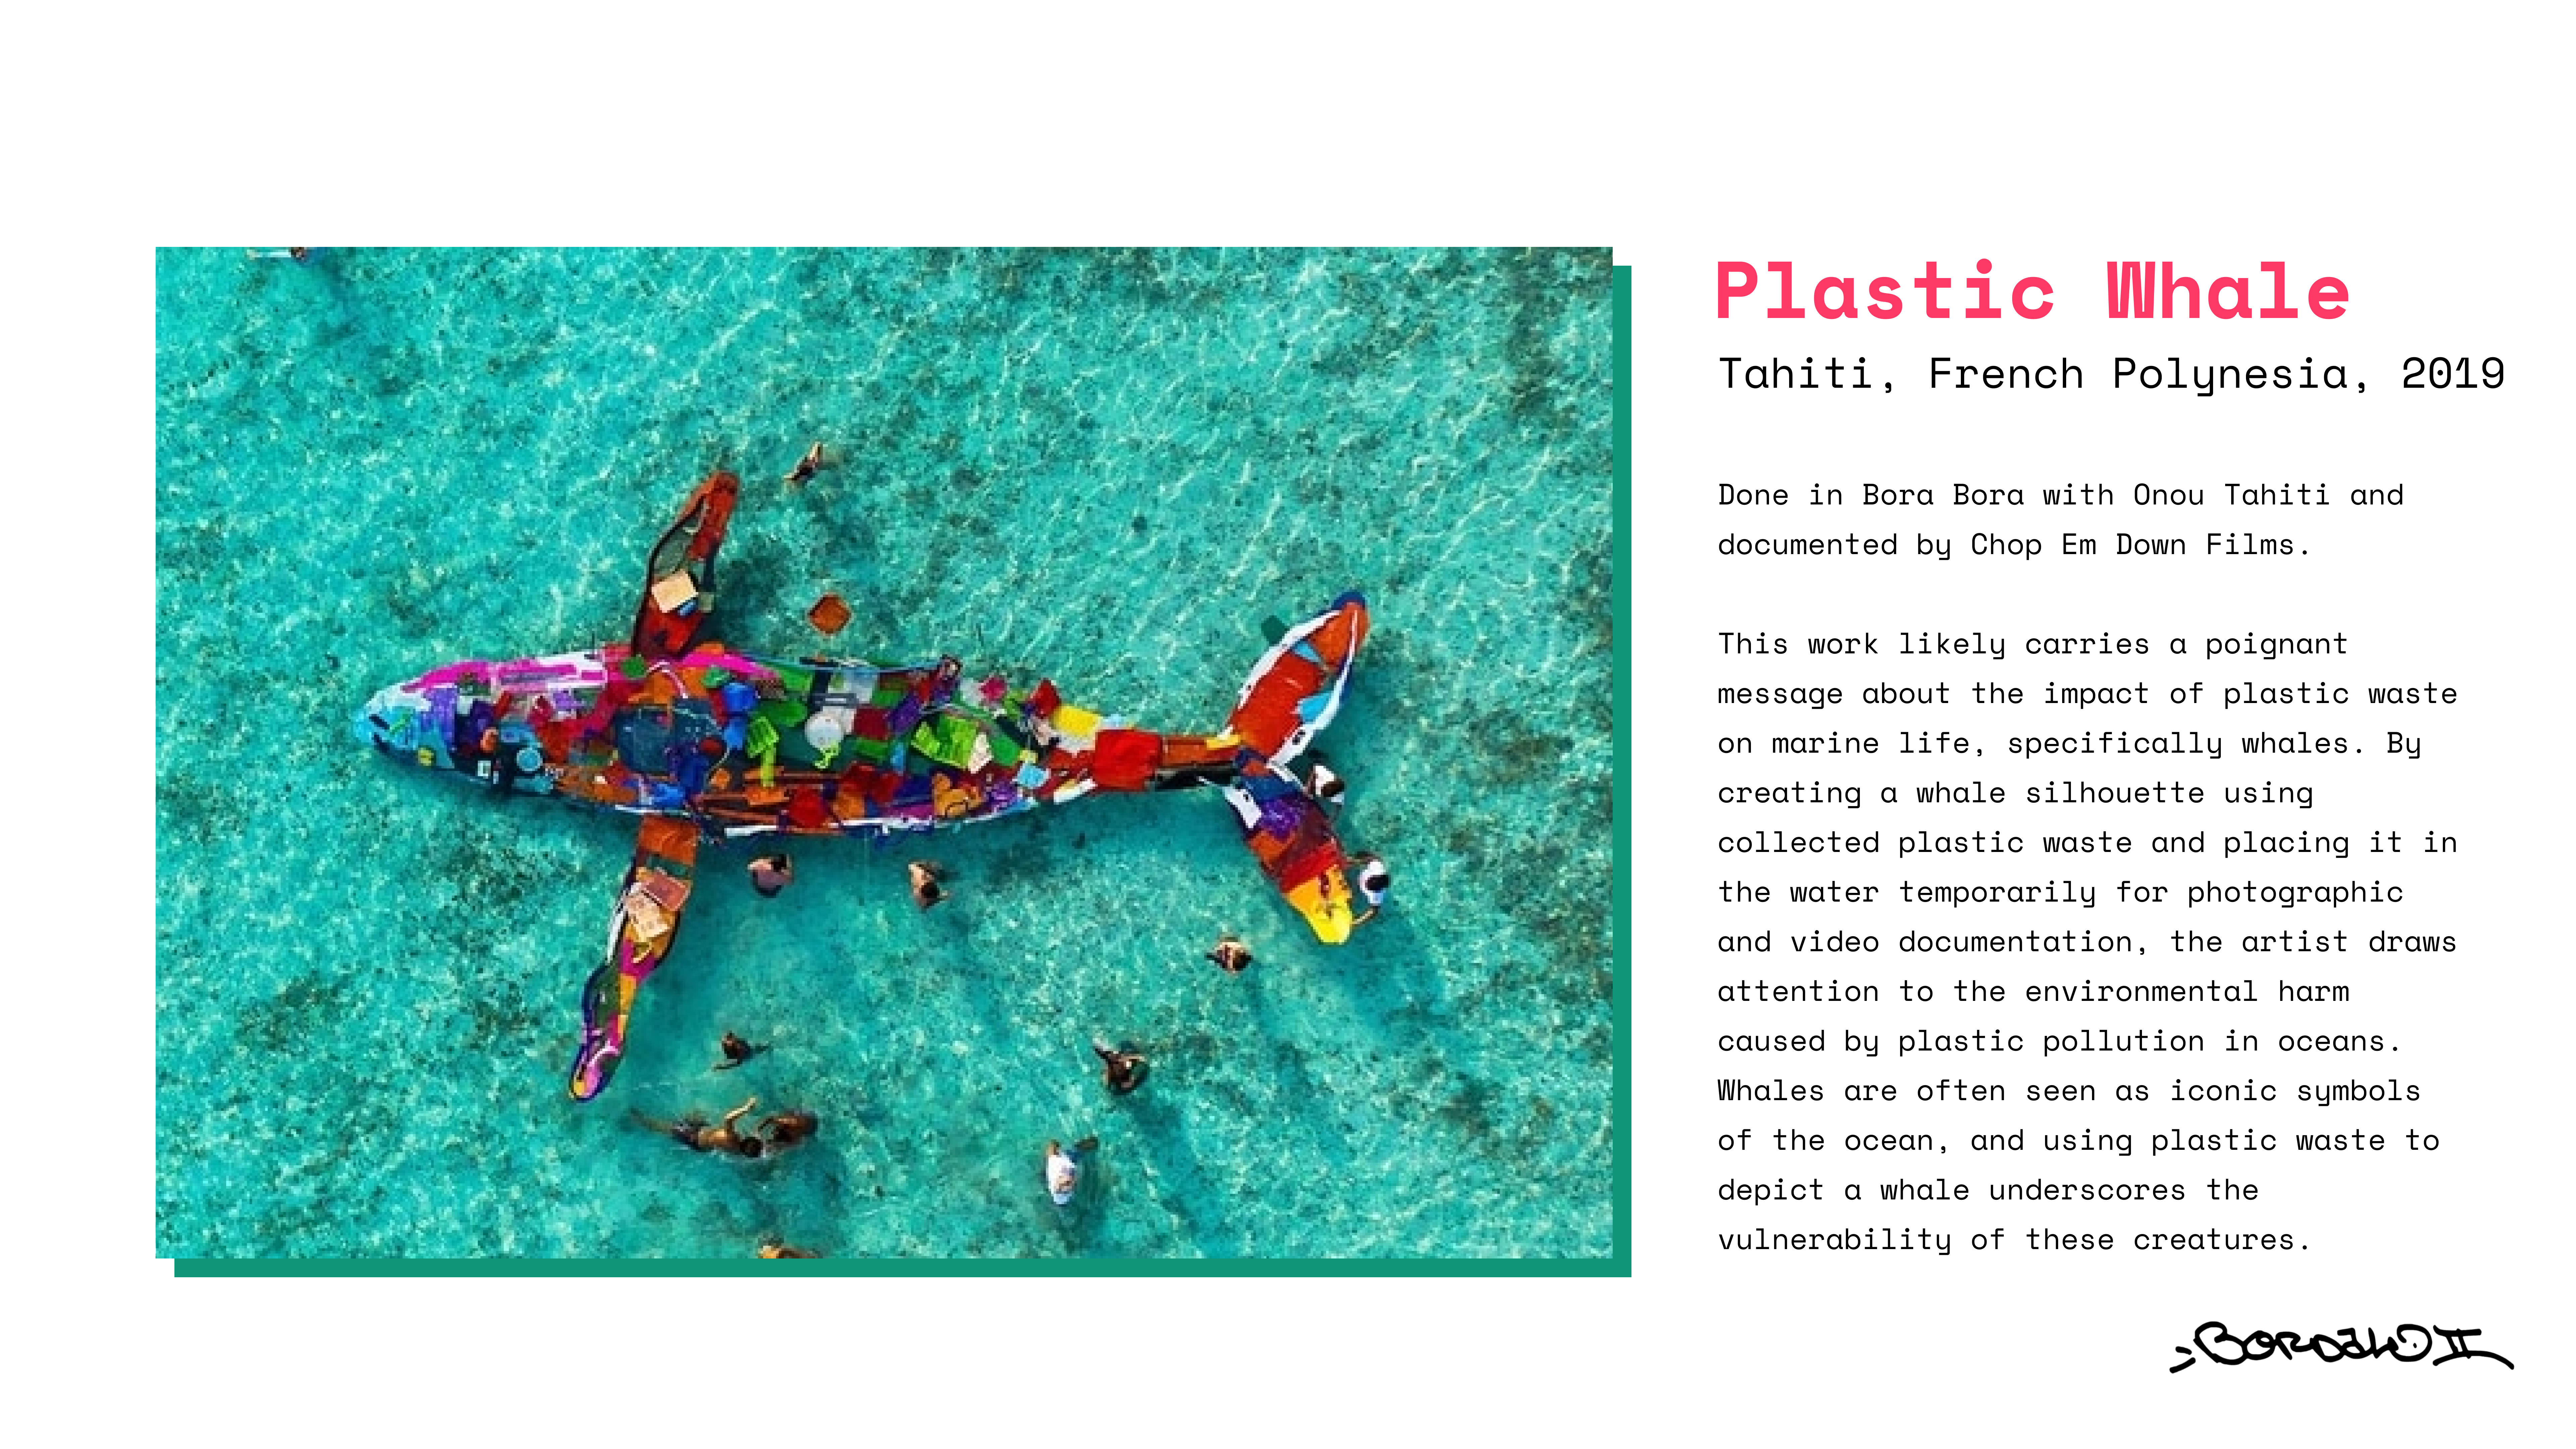 Plastic Whale
Tahiti, French Polynesia, 2019
Done in Bora Bora with Onou Tahiti and
documented by Chop Em Down Films.
This work likely carries a poignant
message about the impact of plastic waste
on marine life, specifically whales. By
creating a whale silhouette using
collected plastic waste and placing it in
the water temporarily for photographic
and video documentation, the artist draws
attention to the environmental harm
caused by plastic pollution in oceans.
Whales are often seen as iconic symbols
of the ocean, and using plastic waste to
depict a whale underscores the
vulnerability of these creatures.
BORDALO II